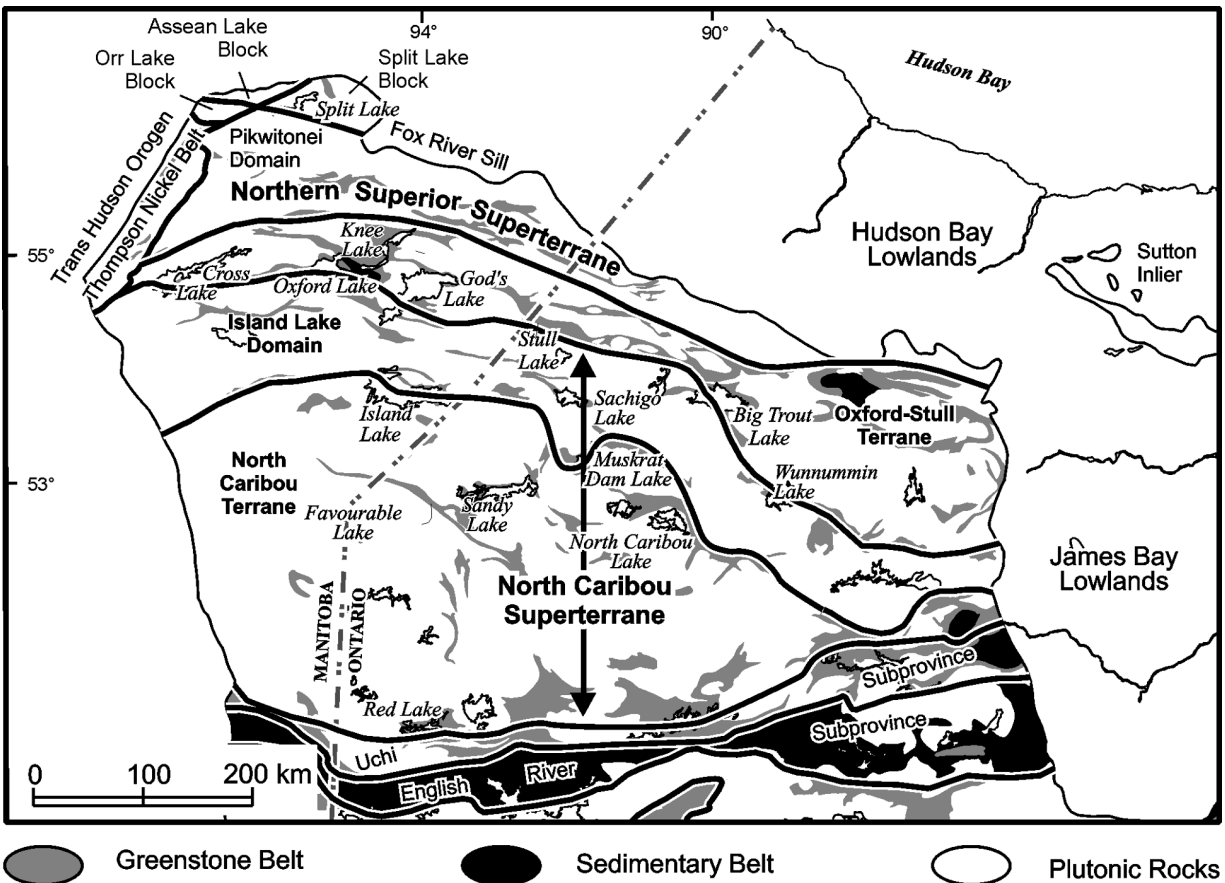 Assean Lake
Block
94°
90°
Orr Lake
Block
Split Lake
Block
Hudson Bay
Split Lake
Trans Hudson Orogen
Thompson Nickel Belt
Pikwitonei
Domain
Fox River Sill
Northern Superior Superterrane
Knee
Lake
Hudson Bay
Lowlands
Sutton
Inlier
55°
Cross
Lake
Oxford Lake
God's
Lake
Island Lake
Domain
Stull
Lake
Island
Lake
Sachigo
Lake
Big Trout
Lake
Oxford-Stull
Terrane
North
Caribou
Terrane
53°
Muskrat
Dam Lake
Wunnummin
Lake
Favourable
Lake
Sandy
Lake
North Caribou
Lake
James Bay
Lowlands
North Caribou
Superterrane
MANITOBA
ONTARIO
Subprovince
Red Lake
Subprovince
Uchi
English River
0 100 200 km
Greenstone Belt
Sedimentary Belt
Plutonic Rocks